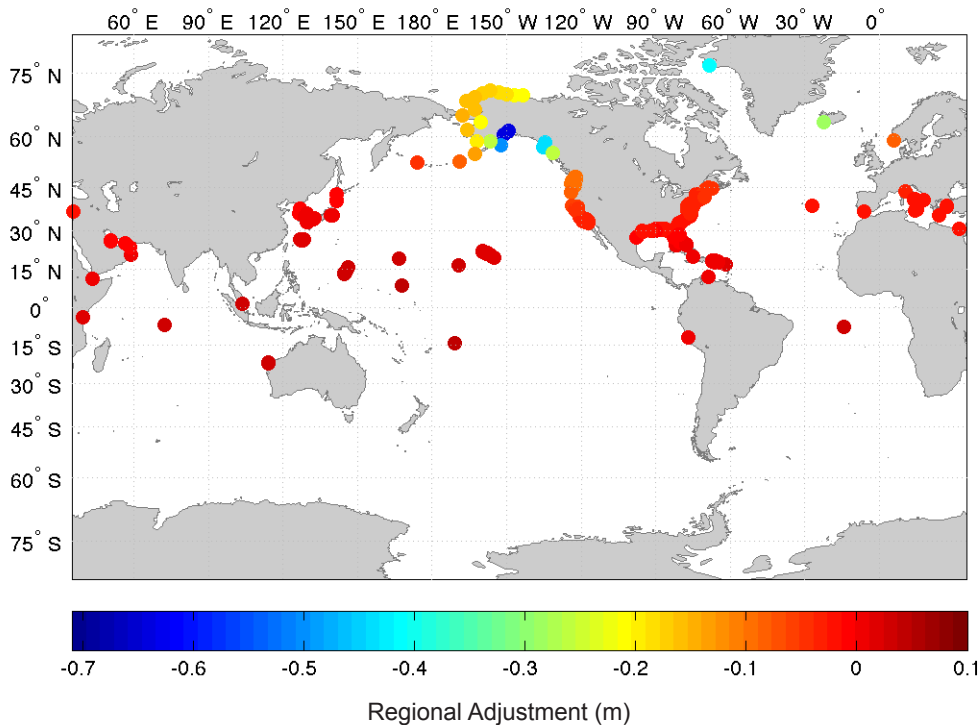 60° E 90° E 120° E 150° E 180° E 150° W 120° W 90° W 60° W 30° W 0°
75° N
60° N
45° N
30° N
15° N
0°
15° S
30° S
45° S
60° S
75° S
-0.7 -0.6 -0.5 -0.4 -0.3 -0.2 -0.1 0 0.1
Regional Adjustment (m)